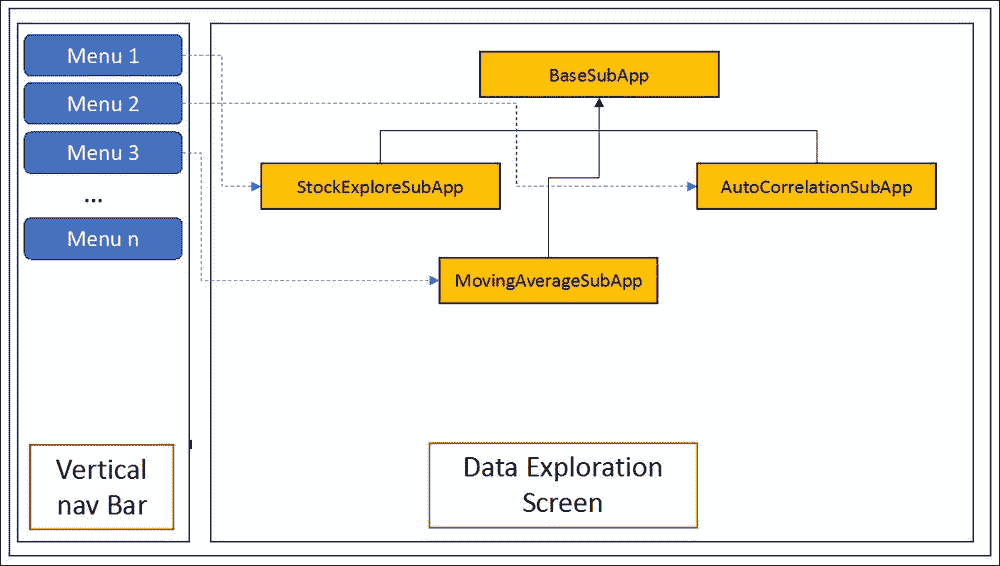 Menu 1
Menu 2
Menu 3
...
Menu n
Vertical
nav Bar
BaseSubApp
StockExploreSubApp
AutoCorrelationSubApp
MovingAverageSubApp
Data Exploration
Screen